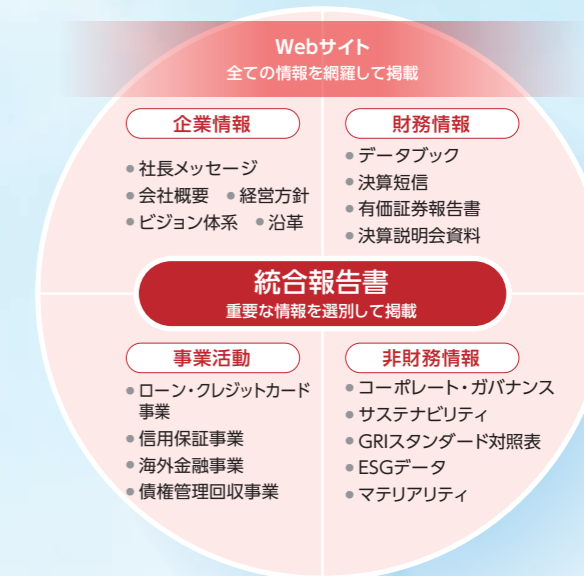 Webサイト
全ての情報を網羅して掲載
企業情報
• 社長メッセージ
• 会社概要 • 経営方針
• ビジョン体系 • 沿革
財務情報
• データブック
• 決算短信
• 有価証券報告書
• 決算説明会資料
統合報告書
重要な情報を選別して掲載
事業活動
• ローン・クレジットカード
事業
• 信用保証事業
• 海外金融事業
• 債権管理回収事業
非財務情報
• コーポレート・ガバナンス
• サステナビリティ
• GRIスタンダード対照表
• ESGデータ
• マテリアリティ